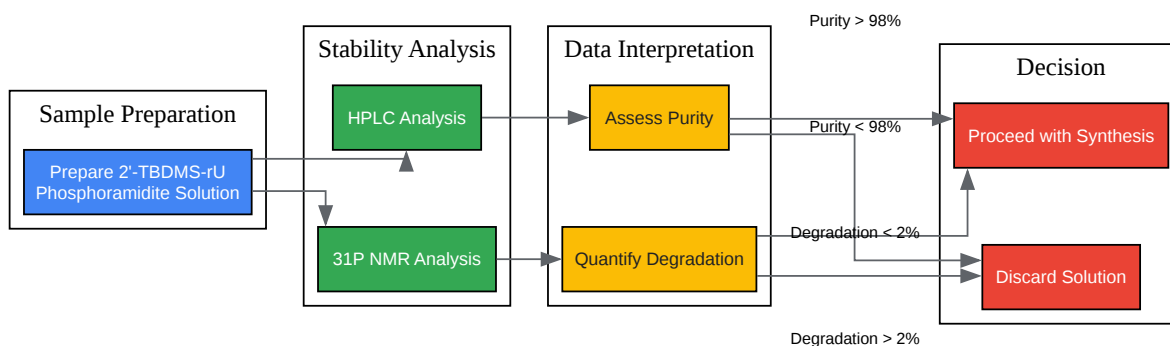 Sample Preparation
Prepare 2'-TBDMS-rU
Phosphoramidite Solution
Stability Analysis
HPLC Analysis
31P NMR Analysis
Data Interpretation
Assess Purity
Quantify Degradation
Purity > 98%
Purity < 98%
Degradation < 2%
Degradation > 2%
Decision
Proceed with Synthesis
Discard Solution